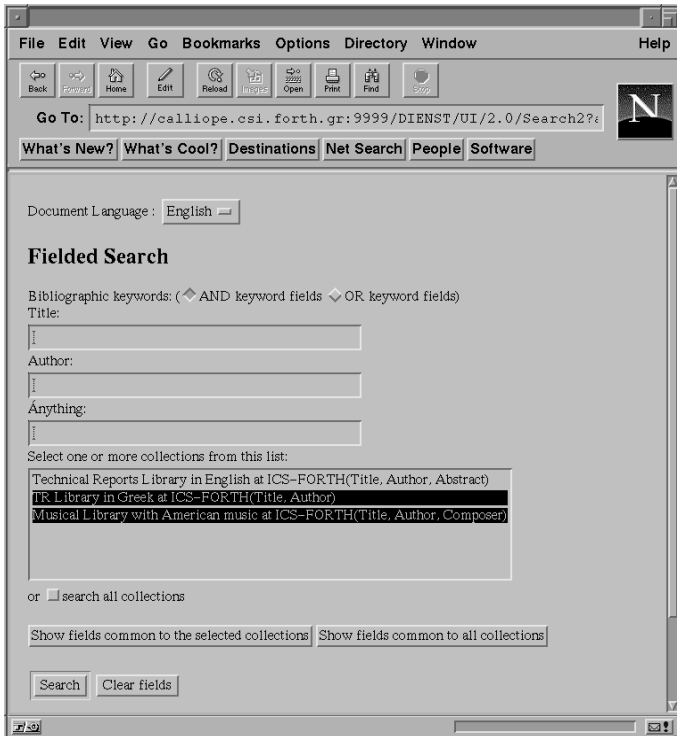 File Edit View Go Bookmarks Options Directory Window Help
Back Forward Home Edit Reload Images Open Print Find Stop
Go To: http://calliope.csi.forth.gr:9999/DIENST/UI/2.0/Search2?a
N
What's New? What's Cool? Destinations Net Search People Software
Document Language : English
Fielded Search
Bibliographic keywords: ( AND keyword fields OR keyword fields)
Title:
Author:
Ánything:
Select one or more collections from this list:
Technical Reports Library in English at ICS-FORTH(Title, Author, Abstract)
TR Library in Greek at ICS-FORTH(Title, Author)
Musical Library with American music at ICS-FORTH(Title, Author, Composer)
or search all collections
Show fields common to the selected collections Show fields common to all collections
Search Clear fields